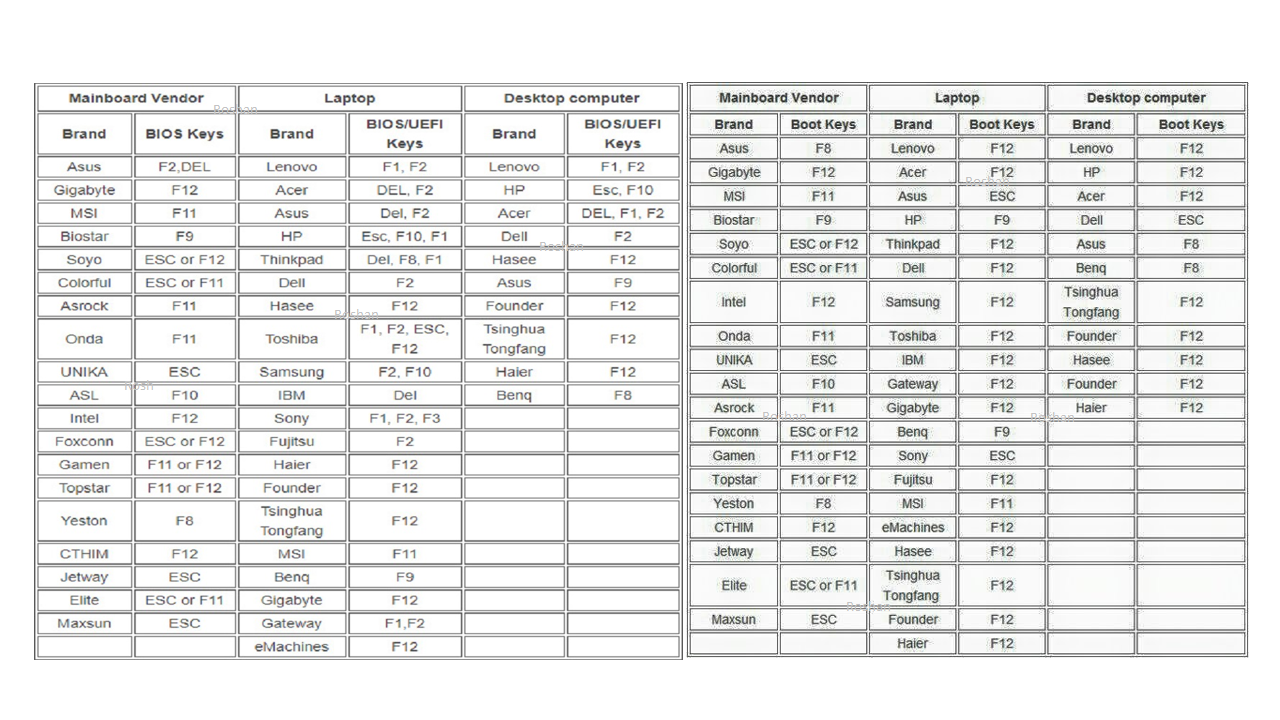 Mainboard Vendor Laptop Desktop computer
Brand BIOS Keys Brand BIOS/UEFI Keys Brand BIOS/UEFI Keys
Asus F2,DEL Lenovo F1, F2 Lenovo F1, F2
Gigabyte F12 Acer DEL, F2 HP Esc, F10
MSI F11 Asus Del, F2 Acer DEL, F1, F2
Biostar F9 HP Esc, F10, F1 Dell F2
Soyo ESC or F12 Thinkpad Del, F8, F1 Hasee F12
Colorful ESC or F11 Dell F2 Asus F9
Asrock F11 Hasee F12 Founder F12
Onda F11 Toshiba F1, F2, ESC, F12 Tsinghua Tongfang F12
UNIKA ESC Samsung F2, F10 Haier F12
ASL F10 IBM Del Benq F8
Intel F12 Sony F1, F2, F3
Foxconn ESC or F12 Fujitsu F2
Gamen F11 or F12 Haier F12
Topstar F11 or F12 Founder F12
Yeston F8 Tsinghua Tongfang F12
CTHIM F12 MSI F11
Jetway ESC Benq F9
Elite ESC or F11 Gigabyte F12
Maxsun ESC Gateway F1,F2
eMachines F12
Roshan
Roshan
Roshan
Rosh
Mainboard Vendor Laptop Desktop computer
Brand Boot Keys Brand Boot Keys Brand Boot Keys
Asus F8 Lenovo F12 Lenovo F12
Gigabyte F12 Acer F12 HP F12
MSI F11 Asus ESC Acer F12
Biostar F9 HP F9 Dell ESC
Soyo ESC or F12 Thinkpad F12 Asus F8
Colorful ESC or F11 Dell F12 Benq F8
Intel F12 Samsung F12 Tsinghua Tongfang F12
Onda F11 Toshiba F12 Founder F12
UNIKA ESC IBM F12 Hasee F12
ASL F10 Gateway F12 Founder F12
Asrock F11 Gigabyte F12 Haier F12
Foxconn ESC or F12 Benq F9
Gamen F11 or F12 Sony ESC
Topstar F11 or F12 Fujitsu F12
Yeston F8 MSI F11
CTHIM F12 eMachines F12
Jetway ESC Hasee F12
Elite ESC or F11 Tsinghua Tongfang F12
Maxsun ESC Founder F12
Haier F12
Roshan
Roshan
Roshan
Roshan